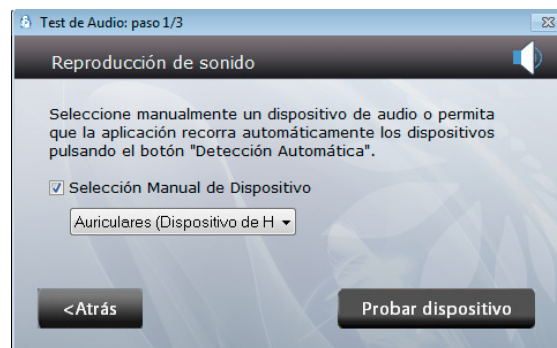 Test de Audio: paso 1/3
Reproducción de sonido
Seleccione manualmente un dispositivo de audio o permita
que la aplicación recorra automáticamente los dispositivos
pulsando el botón "Detección Automática".
Selección Manual de Dispositivo
Auriculares (Dispositivo de H
<Atrás
Probar dispositivo